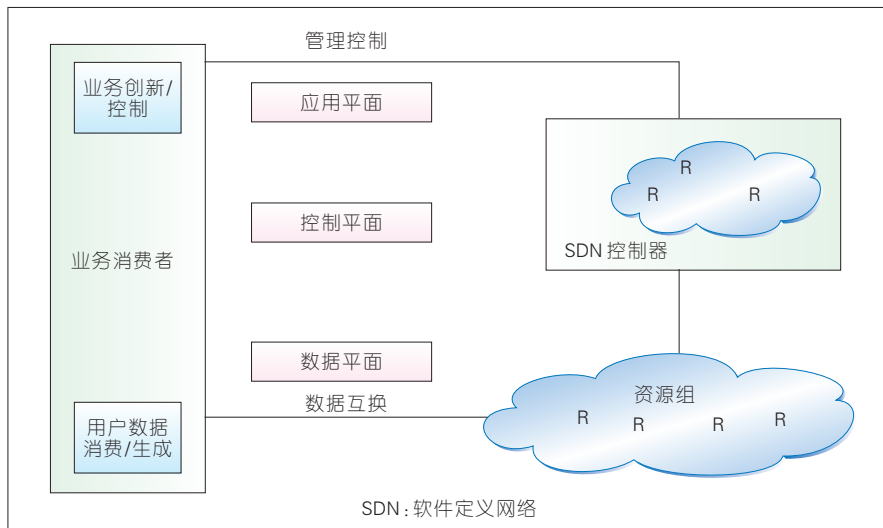 管理控制
业务创新/
控制
应用平面
R
R
R
控制平面
SDN 控制器
业务消费者
数据平面
数据互换
资源组
R
R
R
R
用户数据
消费/生成
SDN:软件定义网络